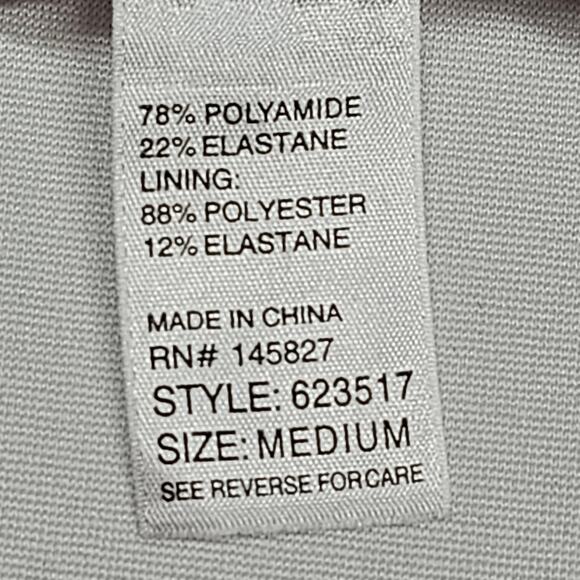 78% POLYAMIDE
22% ELASTANE
LINING:
88% POLYESTER
12% ELASTANE
MADE IN CHINA
RN# 145827
STYLE: 623517
SIZE: MEDIUM
SEE REVERSE FOR CARE